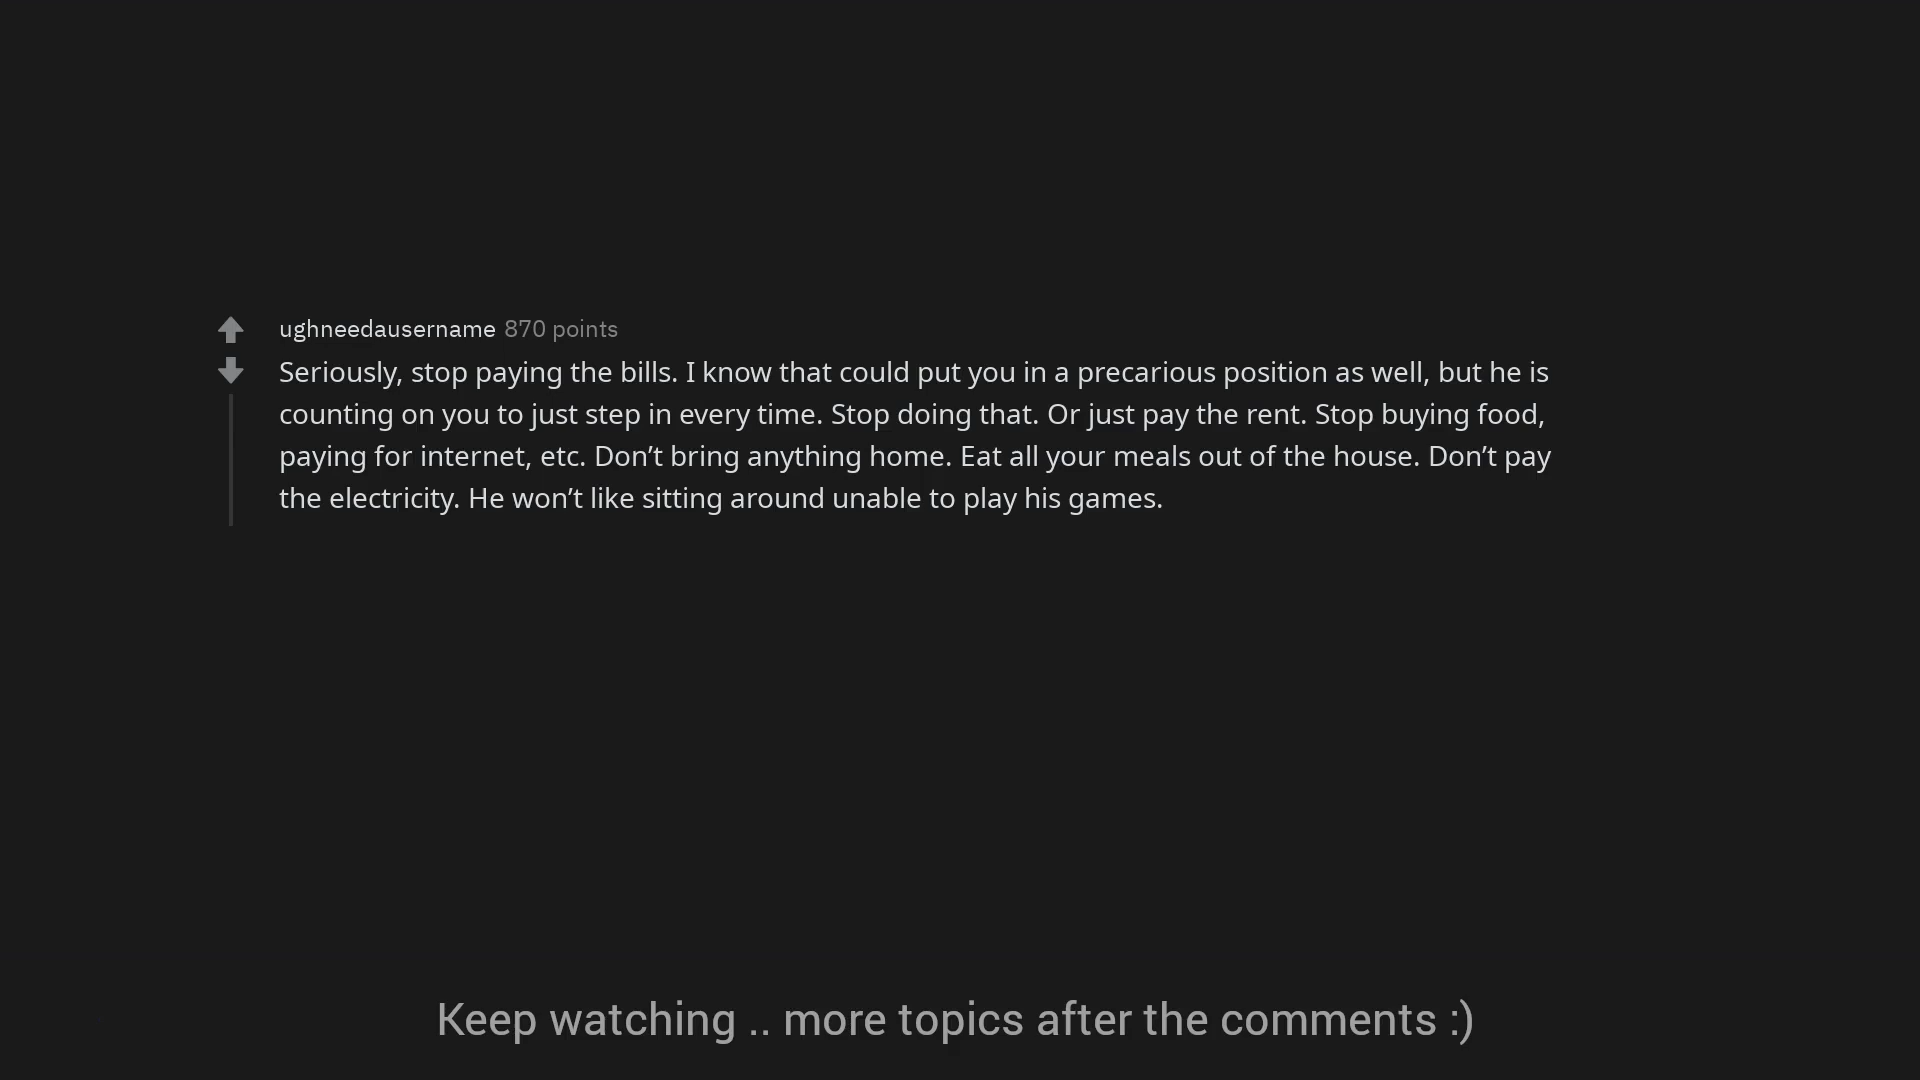 ughneedausername 870 points
Seriously, stop paying the bills. I know that could put you in a precarious position as well, but he is
counting on you to just step in every time. Stop doing that. Or just pay the rent. Stop buying food,
paying for internet, etc. Don’t bring anything home. Eat all your meals out of the house. Don’t pay
the electricity. He won’t like sitting around unable to play his games.
Keep watching .. more topics after the comments :)